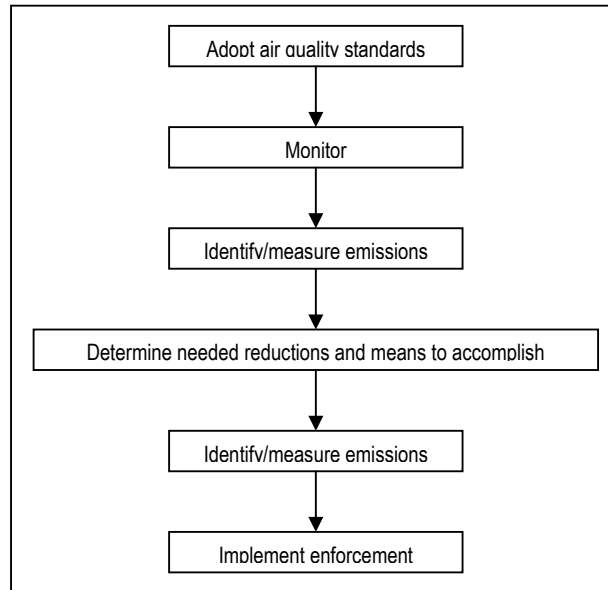 Adopt air quality standards
Monitor
Identify/measure emissions
Determine needed reductions and means to accomplish
Identify/measure emissions
Implement enforcement